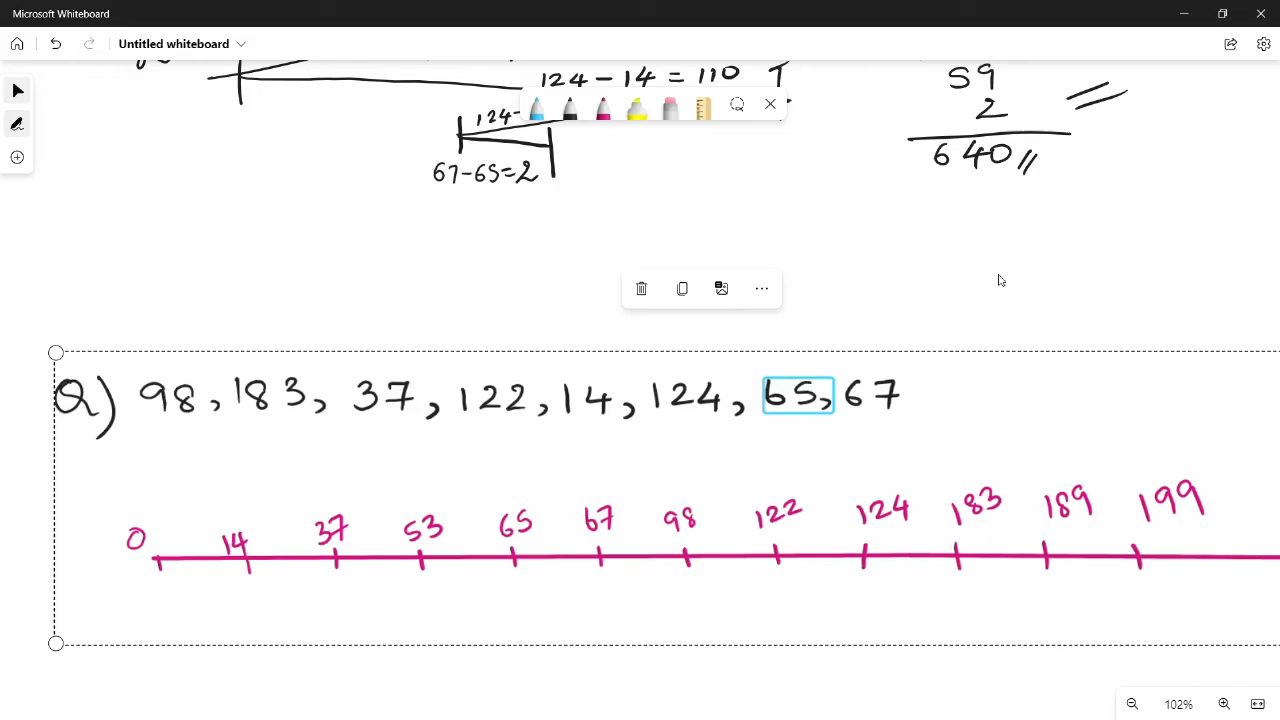 Microsoft Whiteboard
Untitled whiteboard
124 - 14 = 110
59
124-
2
67-65=2
640 //
Q) 98, 183, 37, 122, 14, 124, 65, 67
0 14 37 53 65 67 98 122 124 183 189 199
102%